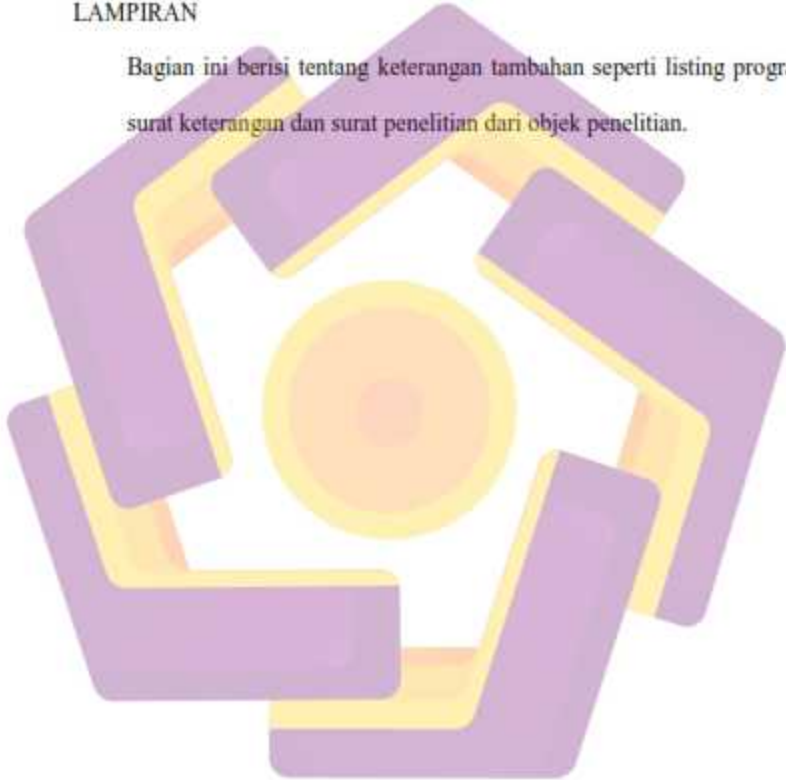 LAMPIRAN
Bagian ini berisi tentang keterangan tambahan seperti listing
surat keterangan dan surat penelitian dari objek penelitian.